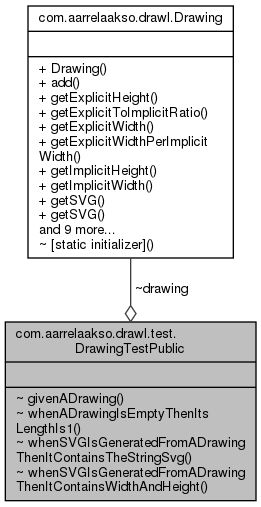 com.aarrelaakso.drawl.Drawing
+ Drawing()
+ add()
+ getExplicitHeight()
+ getExplicitToImplicitRatio()
+ getExplicitWidth()
+ getExplicitWidthPerImplicit
Width()
+ getImplicitHeight()
+ getImplicitWidth()
+ getSVG()
+ getSVG()
and 9 more...
~ [static initializer]()
~drawing
com.aarrelaakso.drawl.test.
DrawingTestPublic
~ givenADrawing()
~ whenADrawingIsEmptyThenIts
LengthIs1()
~ whenSVGIsGeneratedFromADrawing
ThenItContainsTheStringSvg()
~ whenSVGIsGeneratedFromADrawing
ThenItContainsWidthAndHeight()